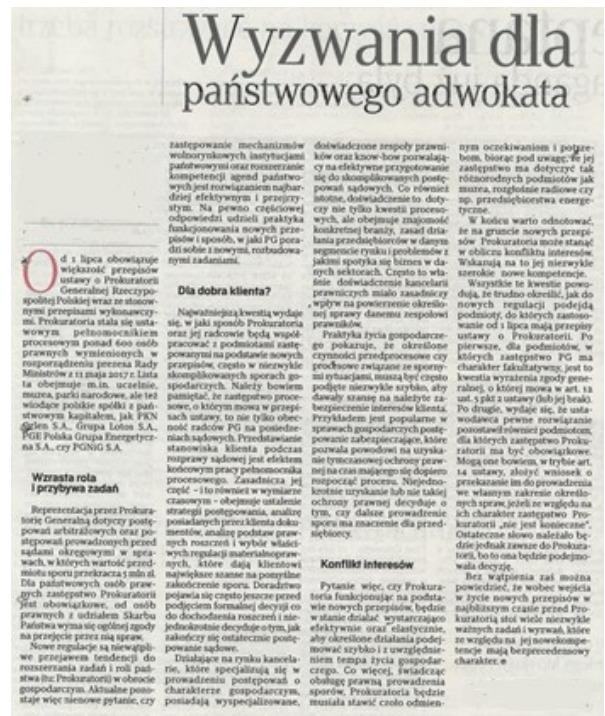 Wyzwania dla
państwowego adwokata
Od 1 lipca obowiązuje
większość przepisów
ustawy o Prokuratorii
Generalnej Rzeczypo-
spolitej Polskiej wraz ze stosow-
nymi przepisami wykonawczy-
mi. Prokuratoria stała się usta-
wowym pełnomocnikiem
procesowym ponad 600 osób
prawnych wymienionych w
rozporządzeniu prezesa Rady
Ministrów z 12 maja 2017 r. Lista
ta obejmuje m.in. uczelnie,
muzea, parki narodowe, ale też
wiodące polskie spółki z pań-
stwowym kapitałem, jak PKN
Orlen S.A., Grupa Lotos S.A.,
PGE Polska Grupa Energetycz-
na S.A., czy PGNiG S.A.
Wzrasta rola
i przybywa zadań
Reprezentacja przez Prokura-
torię Generalną dotyczy postę-
powań arbitrażowych oraz po-
stępowań prowadzonych przed
sądami okręgowymi w spra-
wach, w których wartość przed-
miotu sporu przekracza 5 mln zł.
Dla państwowych osób praw-
nych zastępstwo Prokuratorii
jest obowiązkowe, od osób
prawnych z udziałem Skarbu
Państwa wyma się ogólnej zgody
na przejęcie przez nią spraw.
Nowe regulacje są niewątpli-
wie przejawem tendencji do
rozszerzania zadań i roli pań-
stwa (tu: Prokuratorii) w obrocie
gospodarczym. Aktualne pozo-
staje więc nienowe pytanie, czy
zastępowanie mechanizmów
wolnorynkowych instytucjami
państwowymi oraz rozszerzanie
kompetencji agend państwo-
wych jest rozwiązaniem najbar-
dziej efektywnym i przejrzy-
stym. Na pewno częściowej
odpowiedzi udzieli praktyka
funkcjonowania nowych prze-
pisów i sposób, w jaki PG pora-
dzi sobie z nowymi, rozbudowa-
nymi zadaniami.
Dla dobra klienta?
Najważniejszą kwestią wydaje
się, w jaki sposób Prokuratoria
oraz jej radcowie będą współ-
pracować z podmiotami zastę-
powanymi na podstawie nowych
przepisów, często w niezwykle
skomplikowanych sporach go-
spodarczych. Należy bowiem
pamiętać, że zastępstwo proce-
sowe, o którym mowa w przepi-
sach ustawy, to nie tylko obec-
ność radców PG na posiedze-
niach sądowych. Przedstawianie
stanowiska klienta podczas
rozprawy sądowej jest efektem
końcowym pracy pełnomocnika
procesowego. Zasadnicza jej
część – i to również w wymiarze
czasowym – obejmuje ustalenie
strategii postępowania, analizę
posiadanych przez klienta doku-
mentów, analizę podstaw praw-
nych roszczeń i wybór właści-
wych regulacji materialnopraw-
nych, które dają klientowi
największe szanse na pomyślne
zakończenie sporu. Doradztwo
pojawia się często jeszcze przed
podjęciem formalnej decyzji co
do dochodzenia roszczeń i nie-
jednokrotnie decyduje o tym, jak
zakończy się ostatecznie postę-
powanie sądowe.
Działające na rynku kancela-
rie, które specjalizują się w
prowadzeniu postępowań o
charakterze gospodarczym,
posiadają wyspecjalizowane,
doświadczone zespoły prawni-
ków oraz know-how pozwalają-
cy na efektywne przygotowanie
się do skomplikowanych postę-
powań sądowych. Co również
istotne, doświadczenie to doty-
czy nie tylko kwestii proceso-
wych, ale obejmuje znajomość
konkretnej branży, zasad dzia-
łania przedsiębiorców w danym
segmencie rynku i problemów z
jakimi spotyka się biznes w da-
nych sektorach. Często to wła-
śnie doświadczenie kancelarii
prawnych miało zasadniczy
wpływ na powierzenie określo-
nej sprawy danemu zespołowi
prawników.
Praktyka życia gospodarcze-
go pokazuje, że określone
czynności przedprocesowe czy
procesowe związane ze sporny-
mi sytuacjami, muszą być często
podjęte niezwykle szybko, aby
dawały szansę na należyte za-
bezpieczenie interesów klienta.
Przykładem jest popularne w
sprawach gospodarczych postę-
powanie zabezpieczające, które
pozwala powodowi na uzyska-
nie tymczasowej ochrony praw-
nej na czas mającego się dopiero
rozpocząć procesu. Niejedno-
krotnie uzyskanie lub nie takiej
ochrony prawnej decyduje o
tym, czy dalsze prowadzenie
sporu ma znaczenie dla przed-
siębiorcy.
Konflikt interesów
Pytanie więc, czy Prokura-
toria funkcjonująca na podsta-
wie nowych przepisów, będzie
w stanie działać wystarczająco
efektywnie oraz elastycznie,
aby określone działania podej-
mować szybko i z uwzględnie-
niem tempa życia gospodar-
czego. Co więcej, świadcząc
obsługę prawną prowadzenia
sporów, Prokuratoria będzie
musiała stawić czoło odmien-
nym oczekiwaniom i potrze-
bom, biorąc pod uwagę, że jej
zastępstwo ma dotyczyć tak
różnorodnych podmiotów jak
muzea, rozgłośnie radiowe czy
np. przedsiębiorstwa energe-
tyczne.
W końcu warto odnotować,
że na gruncie nowych przepi-
sów Prokuratoria może stanąć
w obliczu konfliktu interesów.
Wskazują na to jej niezwykle
szerokie nowe kompetencje.
Wszystkie te kwestie powo-
dują, że trudno określić, jak do
nowych regulacji podejdą
podmioty, do których zastoso-
wanie od 1 lipca mają przepisy
ustawy o Prokuratorii. Po
pierwsze, dla podmiotów, w
których zastępstwo PG ma
charakter fakultatywny, jest to
kwestia wyrażenia zgody gene-
ralnej, o której mowa w art. 12
ust. 5 pkt 2 ustawy (lub jej brak).
Po drugie, wydaje się, że usta-
wodawca pewne rozwiązanie
pozostawił również podmiotom,
dla których zastępstwo Proku-
ratorii ma być obowiązkowe.
Mogą one bowiem, w trybie art.
14 ustawy, złożyć wniosek o
przekazanie im do prowadzenia
we własnym zakresie określo-
nych spraw, jeżeli ze względu na
ich charakter zastępstwo Pro-
kuratorii „nie jest konieczne”.
Ostateczne słowo należało bę-
dzie jednak zawsze do Prokura-
torii, bo to ona będzie podejmo-
wała decyzję.
Bez wątpienia zaś można
powiedzieć, że wobec wejścia
w życie nowych przepisów w
najbliższym czasie przed Pro-
kuratorią stoi wiele niezwykle
ważnych zadań i wyzwań, które
ze względu na jej nowe kompe-
tencje mają bezprecedensowy
charakter.